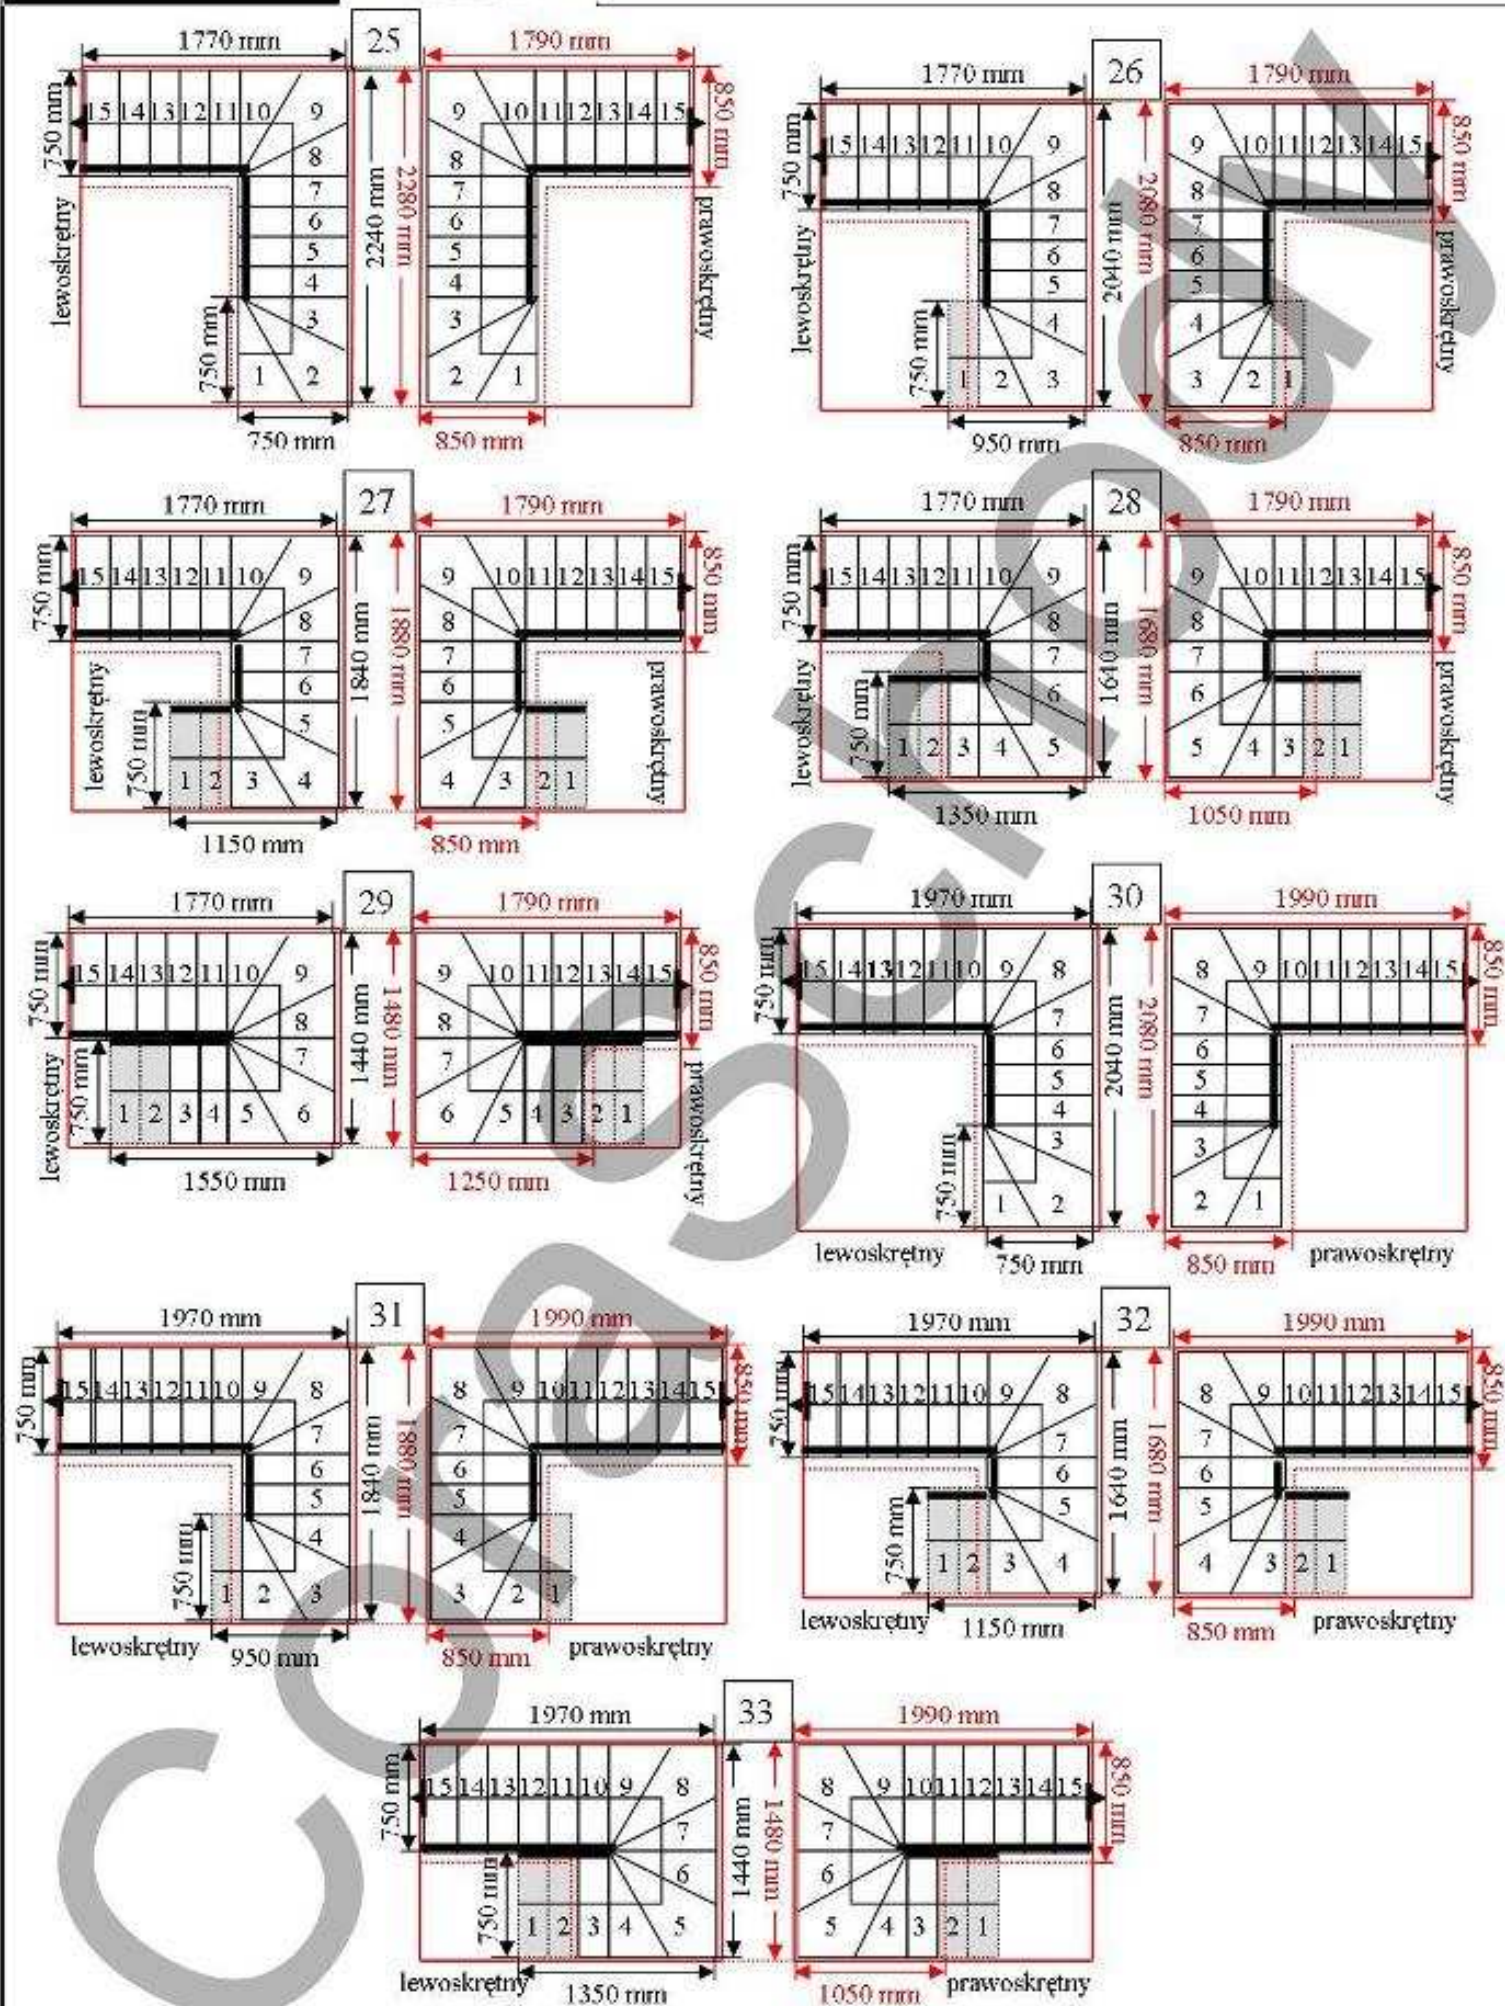 25
1770 mm
1790 mm
750 mm
15 14 13 12 11 10 9
8
7
6
5
4
3
1 2
9 10 11 12 13 14 15
8
7
6
5
4
3
2 1
850 mm
2240 mm
2280 mm
lewoskrętny
prawoskrętny
750 mm
750 mm
850 mm
26
1770 mm
1790 mm
750 mm
15 14 13 12 11 10 9
8
7
6
5
4
1 2 3
9 10 11 12 13 14 15
8
7
6
5
4
3 2 1
850 mm
2040 mm
2080 mm
lewoskrętny
prawoskrętny
750 mm
950 mm
850 mm
27
1770 mm
1790 mm
750 mm
15 14 13 12 11 10 9
8
7
6
5
1 2 3 4
9 10 11 12 13 14 15
8
7
6
5
4 3 2 1
850 mm
1840 mm
1880 mm
lewoskrętny
prawoskrętny
750 mm
1150 mm
850 mm
28
1770 mm
1790 mm
750 mm
15 14 13 12 11 10 9
8
7
6
1 2 3 4 5
9 10 11 12 13 14 15
8
7
6
5 4 3 2 1
850 mm
1640 mm
1680 mm
lewoskrętny
prawoskrętny
750 mm
1350 mm
1050 mm
29
1770 mm
1790 mm
750 mm
15 14 13 12 11 10 9
8
7
1 2 3 4 5 6
9 10 11 12 13 14 15
8
7
6 5 4 3 2 1
850 mm
1440 mm
1480 mm
lewoskrętny
prawoskrętny
750 mm
1550 mm
1250 mm
30
1970 mm
1990 mm
750 mm
15 14 13 12 11 10 9 8
7
6
5
4
3
1 2
8 9 10 11 12 13 14 15
7
6
5
4
3
2 1
850 mm
2040 mm
2080 mm
750 mm
lewoskrętny
750 mm
850 mm
prawoskrętny
31
1970 mm
1990 mm
750 mm
15 14 13 12 11 10 9 8
7
6
5
4
1 2 3
8 9 10 11 12 13 14 15
7
6
5
4
3 2 1
850 mm
1840 mm
1880 mm
750 mm
lewoskrętny
950 mm
850 mm
prawoskrętny
32
1970 mm
1990 mm
750 mm
15 14 13 12 11 10 9 8
7
6
5
1 2 3 4
8 9 10 11 12 13 14 15
7
6
5
4 3 2 1
850 mm
1640 mm
1680 mm
750 mm
lewoskrętny
1150 mm
850 mm
prawoskrętny
33
1970 mm
1990 mm
750 mm
15 14 13 12 11 10 9 8
7
6
1 2 3 4 5
8 9 10 11 12 13 14 15
7
6
5 4 3 2 1
850 mm
1440 mm
1480 mm
750 mm
lewoskrętny
1350 mm
1050 mm
prawoskrętny
CoraSchody